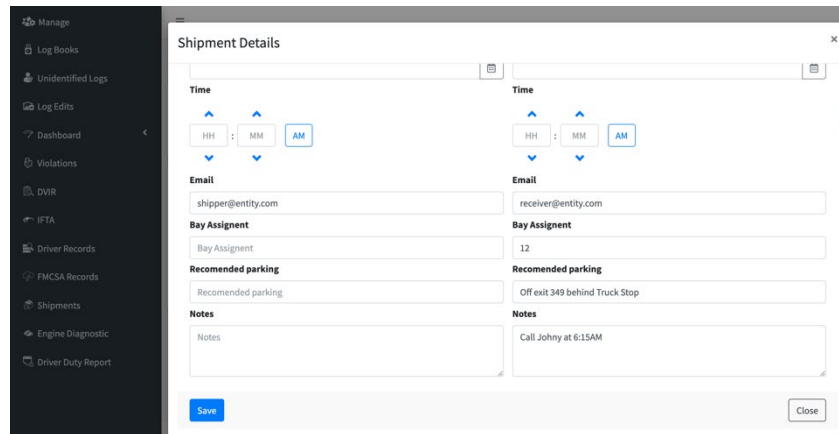 Manage
Log Books
Unidentified Logs
Log Edits
Dashboard
Violations
DVIR
IFTA
Driver Records
FMCSA Records
Shipments
Engine Diagnostic
Driver Duty Report
Shipment Details ×
Time Time
HH : MM AM HH : MM AM
Email Email
shipper@entity.com receiver@entity.com
Bay Assignent Bay Assignent
Bay Assignent 12
Recomended parking Recomended parking
Recomended parking Off exit 349 behind Truck Stop
Notes Notes
Notes Call Johny at 6:15AM
Save Close